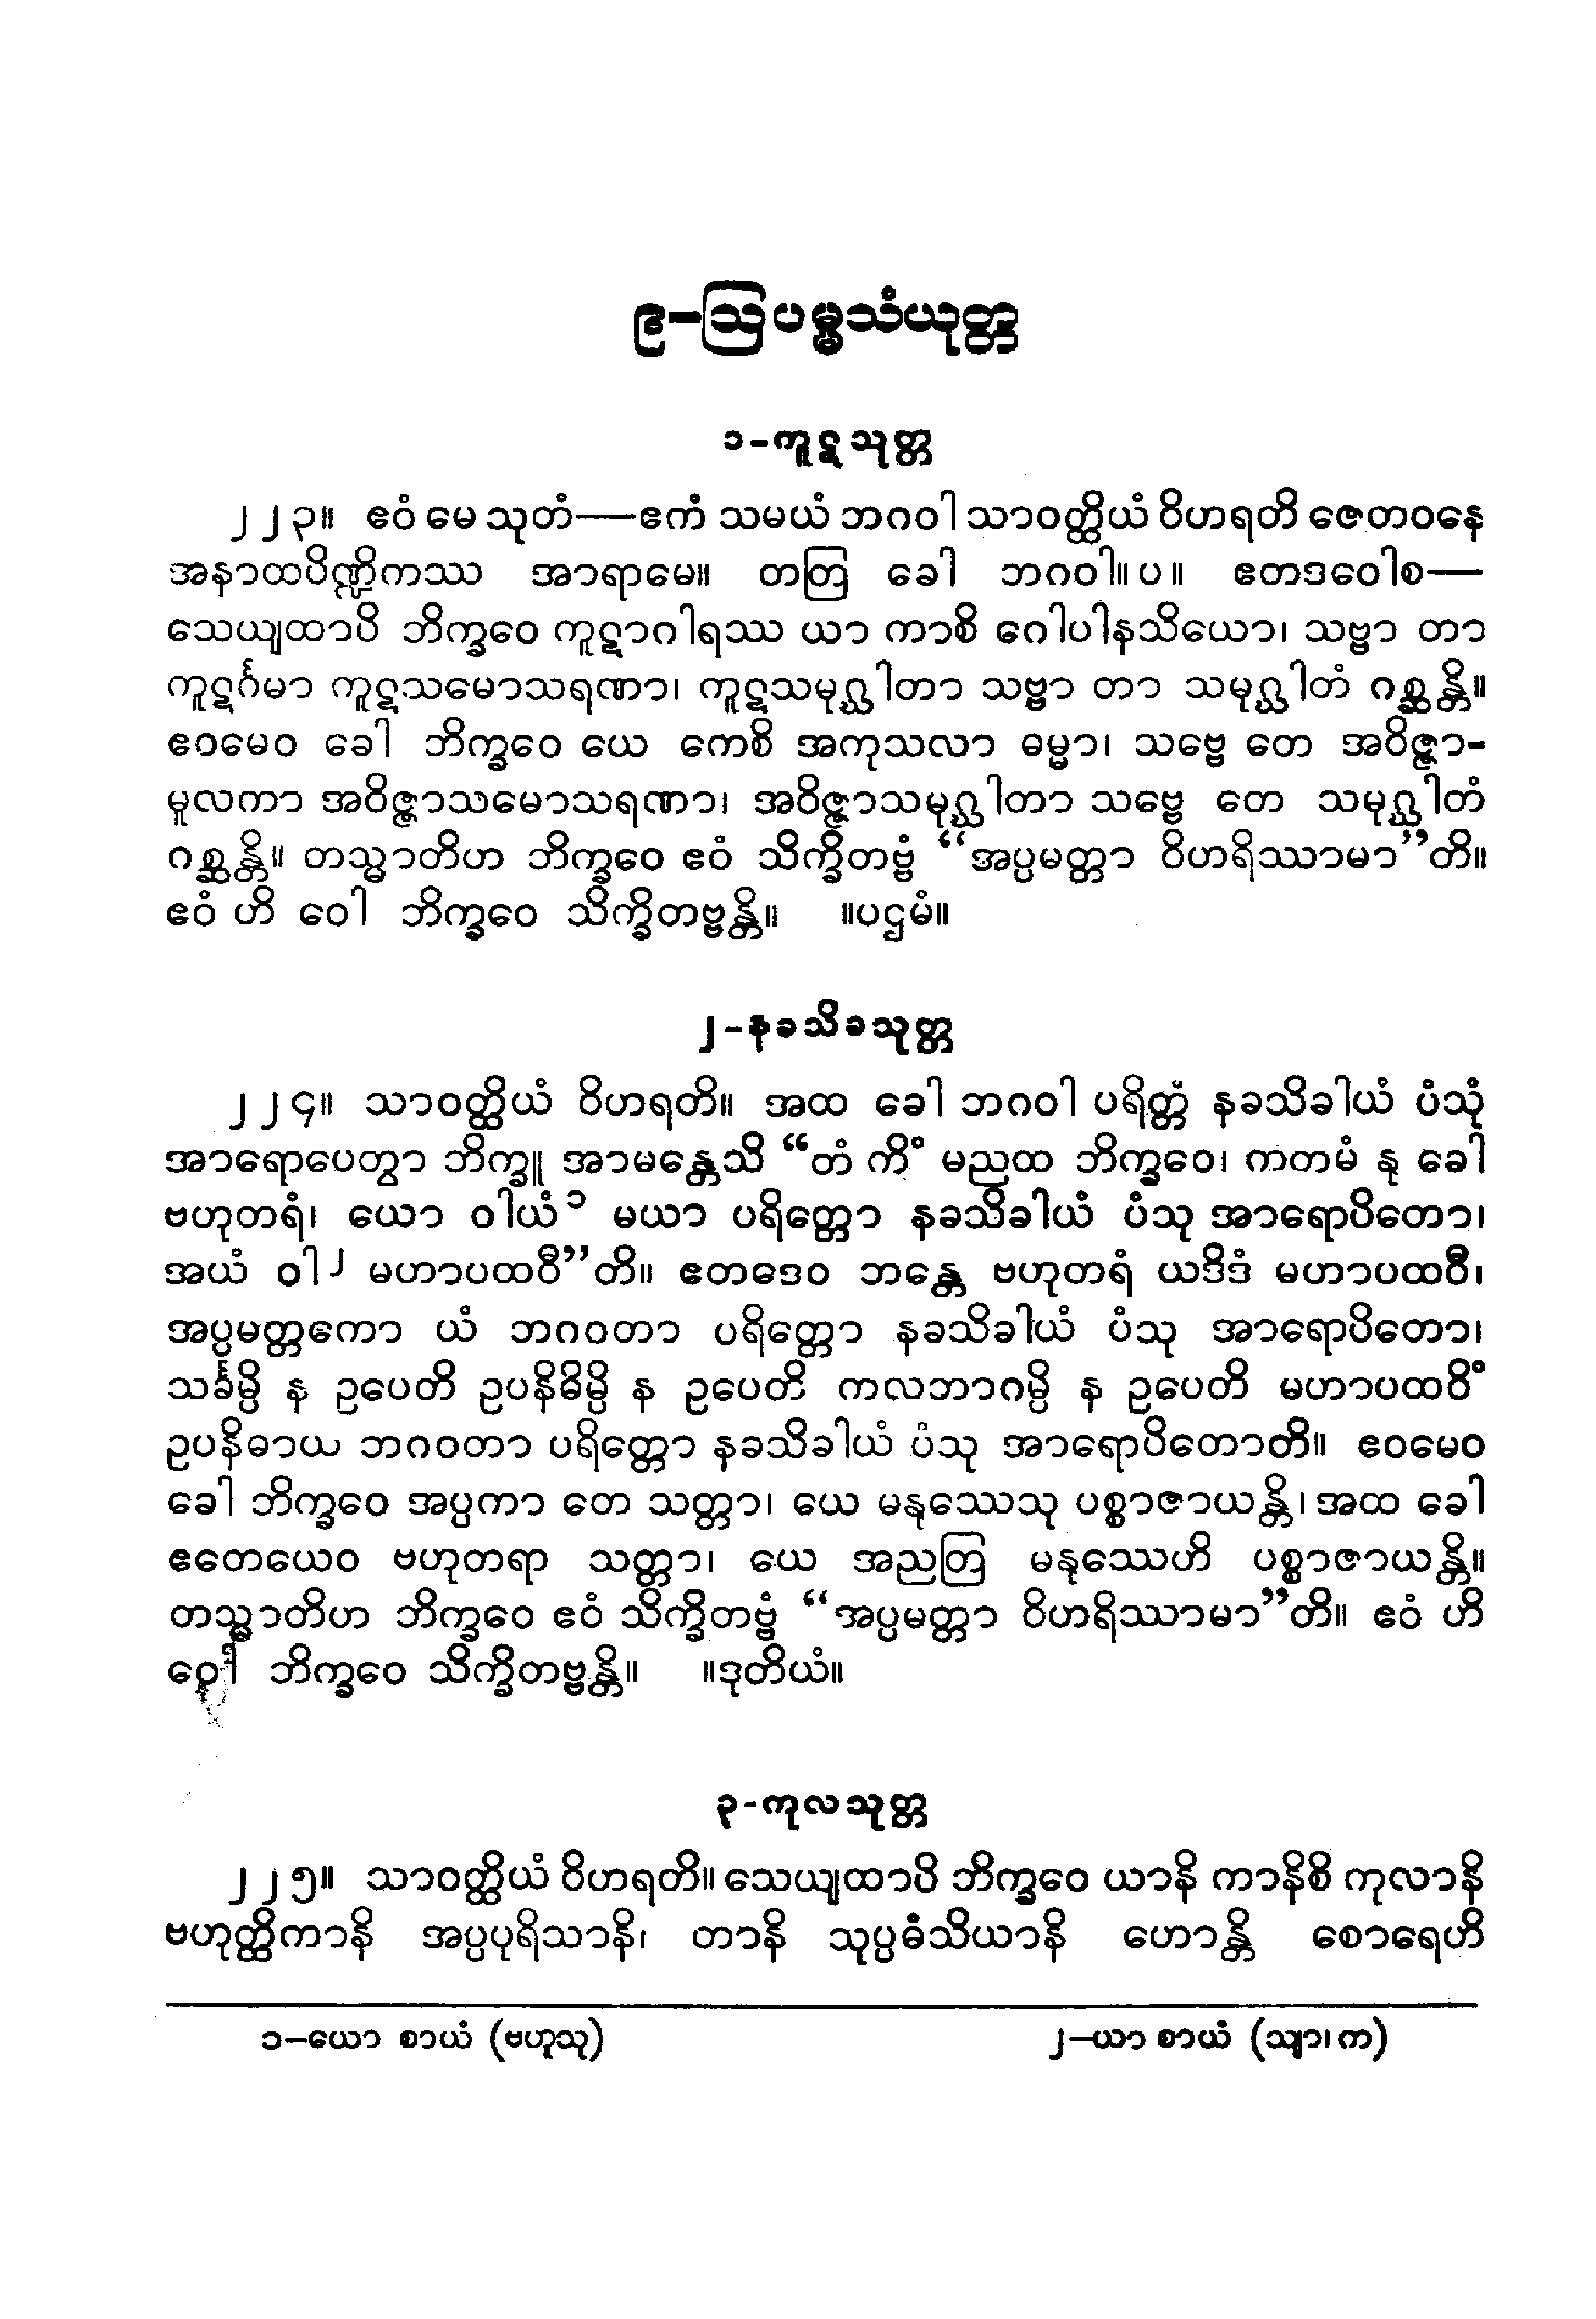 ၉–ဩပမ္မသံယုတ္တ
၁-ကူဋသုတ္တ
၂၂၃။ ဧဝံ မေ သုတံ—ဧကံ သမယံ ဘဂဝါ သာဝတ္ထိယံ ဝိဟရတိ ဇေတဝနေ
အနာထပိဏ္ဍိကဿ အာရာမေ။ တတြ ခေါ ဘဂဝါ။ ပ။ ဧတဒဝေါစ—
သေယျထာပိ ဘိက္ခဝေ ကူဋာဂါရဿ ယာ ကာစိ ဂေါပါနသိယော၊ သဗ္ဗာ တာ
ကူဋင်္ဂမာ ကူဋသမောသရဏာ၊ ကူဋသမုဂ္ဃါတာ သဗ္ဗာ တာ သမုဂ္ဃါတံ ဂစ္ဆန္တိ။
ဧဝမေဝ ခေါ ဘိက္ခဝေ ယေ ကေစိ အကုသလာ ဓမ္မာ၊ သဗ္ဗေ တေ အဝိဇ္ဇာ-
မူလကာ အဝိဇ္ဇာသမောသရဏာ၊ အဝိဇ္ဇာသမုဂ္ဃါတာ သဗ္ဗေ တေ သမုဂ္ဃါတံ
ဂစ္ဆန္တိ။ တသ္မာတိဟ ဘိက္ခဝေ ဧဝံ သိက္ခိတဗ္ဗံ “အပ္ပမတ္တာ ဝိဟရိဿာမာ”တိ။
ဧဝံ ဟိ ဝေါ ဘိက္ခဝေ သိက္ခိတဗ္ဗန္တိ။ ။ပဌမံ။
၂-နခသိခသုတ္တ
၂၂၄။ သာဝတ္ထိယံ ဝိဟရတိ။ အထ ခေါ ဘဂဝါ ပရိတ္တံ နခသိခါယံ ပံသုံ
အာရောပေတွာ ဘိက္ခူ အာမန္တေသိ “တံ ကိံ မညထ ဘိက္ခဝေ၊ ကတမံ နု ခေါ
ဗဟုတရံ၊ ယော ဝါယံ၁ မယာ ပရိတ္တော နခသိခါယံ ပံသု အာရောပိတော၊
အယံ ဝါ၂ မဟာပထဝီ”တိ။ ဧတဒေဝ ဘန္တေ ဗဟုတရံ ယဒိဒံ မဟာပထဝီ၊
အပ္ပမတ္တကော ယံ ဘဂဝတာ ပရိတ္တော နခသိခါယံ ပံသု အာရောပိတော၊
သင်္ခမ္ပိ န ဥပေတိ ဥပနိဓိမ္ပိ န ဥပေတိ ကလဘာဂမ္ပိ န ဥပေတိ မဟာပထဝိံ
ဥပနိဓာယ ဘဂဝတာ ပရိတ္တော နခသိခါယံ ပံသု အာရောပိတောတိ။ ဧဝမေဝ
ခေါ ဘိက္ခဝေ အပ္ပကာ တေ သတ္တာ၊ ယေ မနုဿေသု ပစ္စာဇာယန္တိ၊ အထ ခေါ
ဧတေယေဝ ဗဟုတရာ သတ္တာ၊ ယေ အညတြ မနုဿေဟိ ပစ္စာဇာယန္တိ။
တသ္မာတိဟ ဘိက္ခဝေ ဧဝံ သိက္ခိတဗ္ဗံ “အပ္ပမတ္တာ ဝိဟရိဿာမာ”တိ။ ဧဝံ ဟိ
ဝေါ ဘိက္ခဝေ သိက္ခိတဗ္ဗန္တိ။ ။ဒုတိယံ။
၃-ကုလသုတ္တ
၂၂၅။ သာဝတ္ထိယံ ဝိဟရတိ။ သေယျထာပိ ဘိက္ခဝေ ယာနိ ကာနိစိ ကုလာနိ
ဗဟုတ္ထိကာနိ အပ္ပပုရိသာနိ၊ တာနိ သုပ္ပဓံသိယာနိ ဟောန္တိ စောရေဟိ
၁–ယော စာယံ (ဗဟူသု) ၂–ယာ စာယံ (သျာ၊ က)